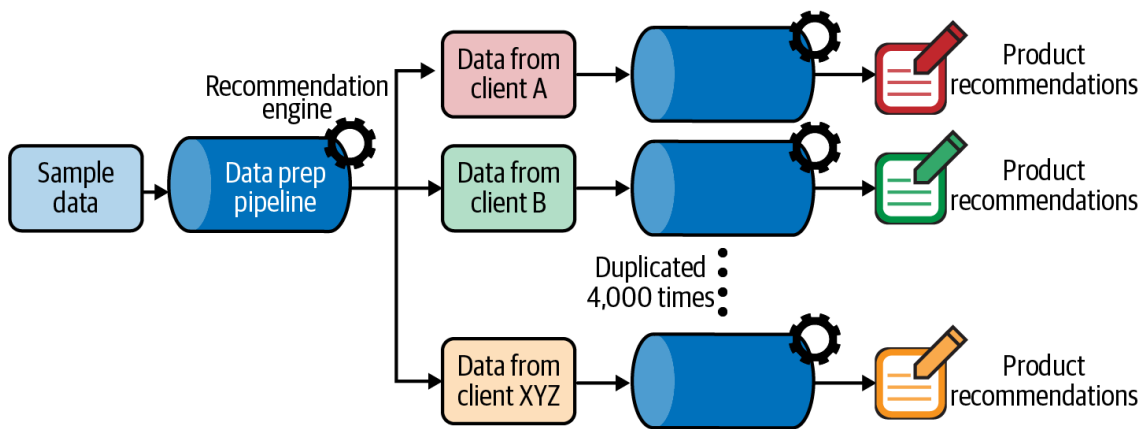 Recommendation
engine
Sample
data
Data prep
pipeline
Data from
client A
Product
recommendations
Data from
client B
Product
recommendations
Duplicated
4,000 times
Data from
client XYZ
Product
recommendations